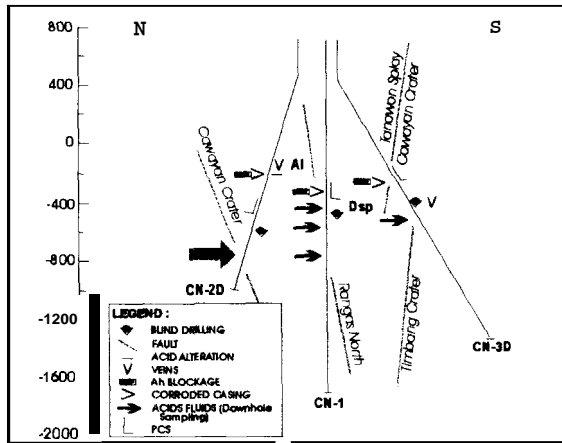 N
S
800
400
0
-400
-800
-1200
-1600
-2000
Cawayan Crater
V
Al
Tanawon Splay
Cawayan Crater
Dsp
V
CN-2D
Rangas North
Timbang Crater
CN-3D
CN-1
LEGEND :
BLIND DRILLING
FAULT
ACID ALTERATION
VEINS
Ah BLOCKAGE
CORRODED CASING
ACIDS FLUIDS (Downhole
Sampling)
PCS